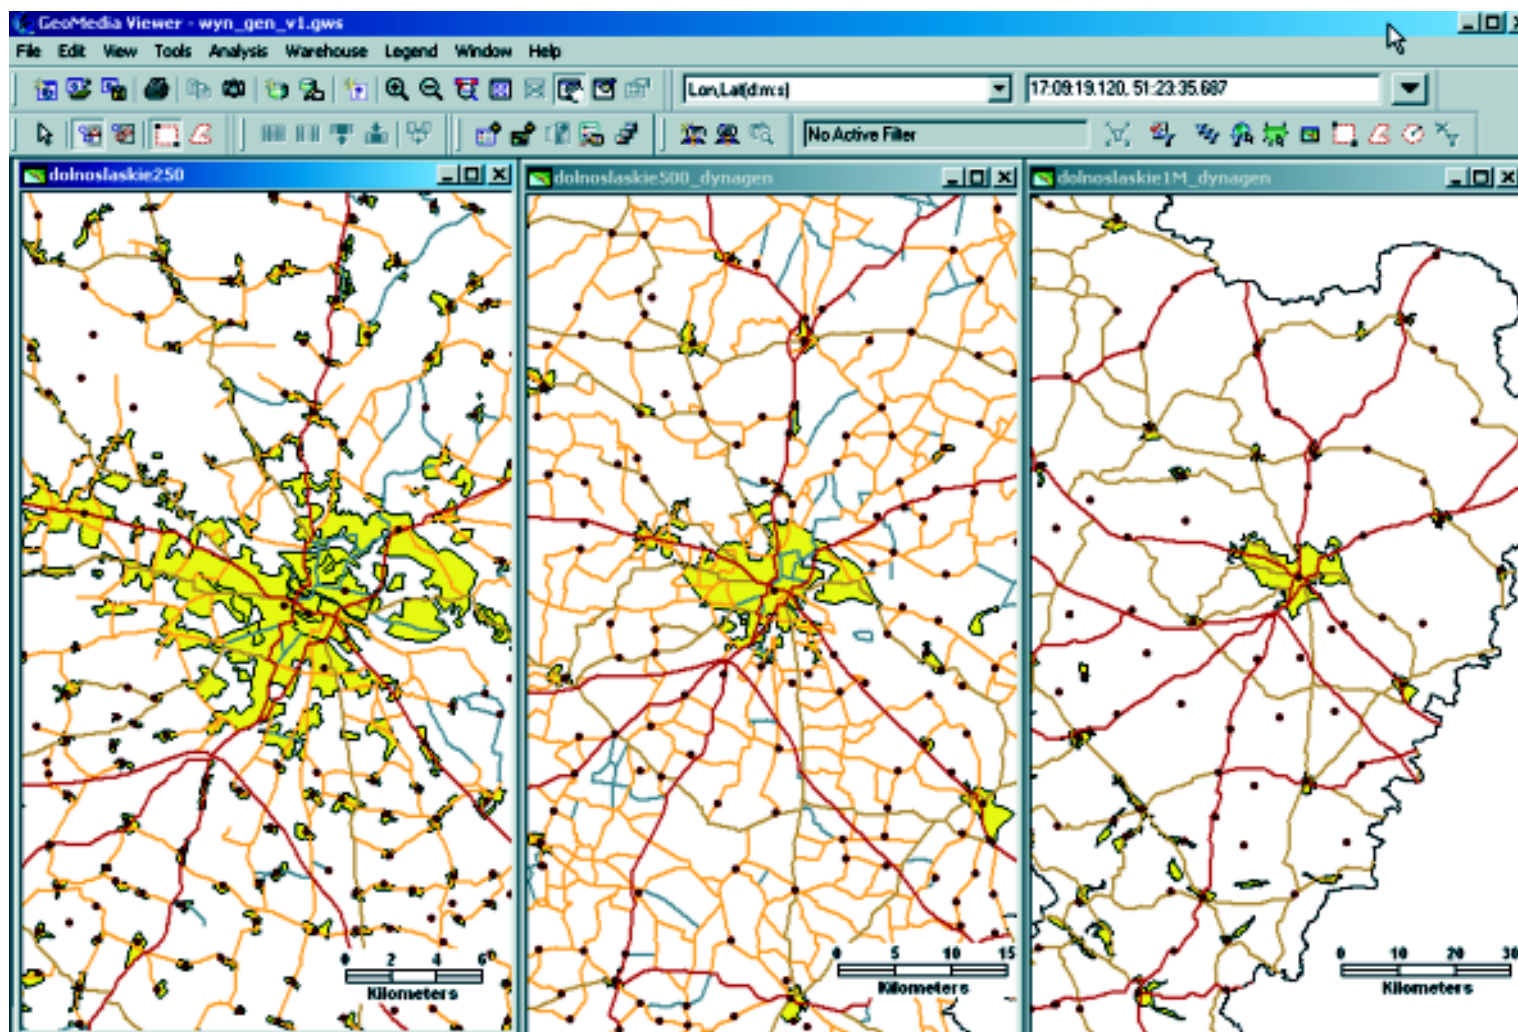 GeoMedia Viewer - wyn_gen_v1.gws
File Edit View Tools Analysis Warehouse Legend Window Help
Lon,Lat(d:m:s) 17:09:19.120, 51:23:35.687
No Active Filter
dolnoslaskie250 dolnoslaskie500_dynagen dolnoslaskie1M_dynagen
0 2 4 6
Kilometers
0 5 10 15
Kilometers
0 10 20 30
Kilometers